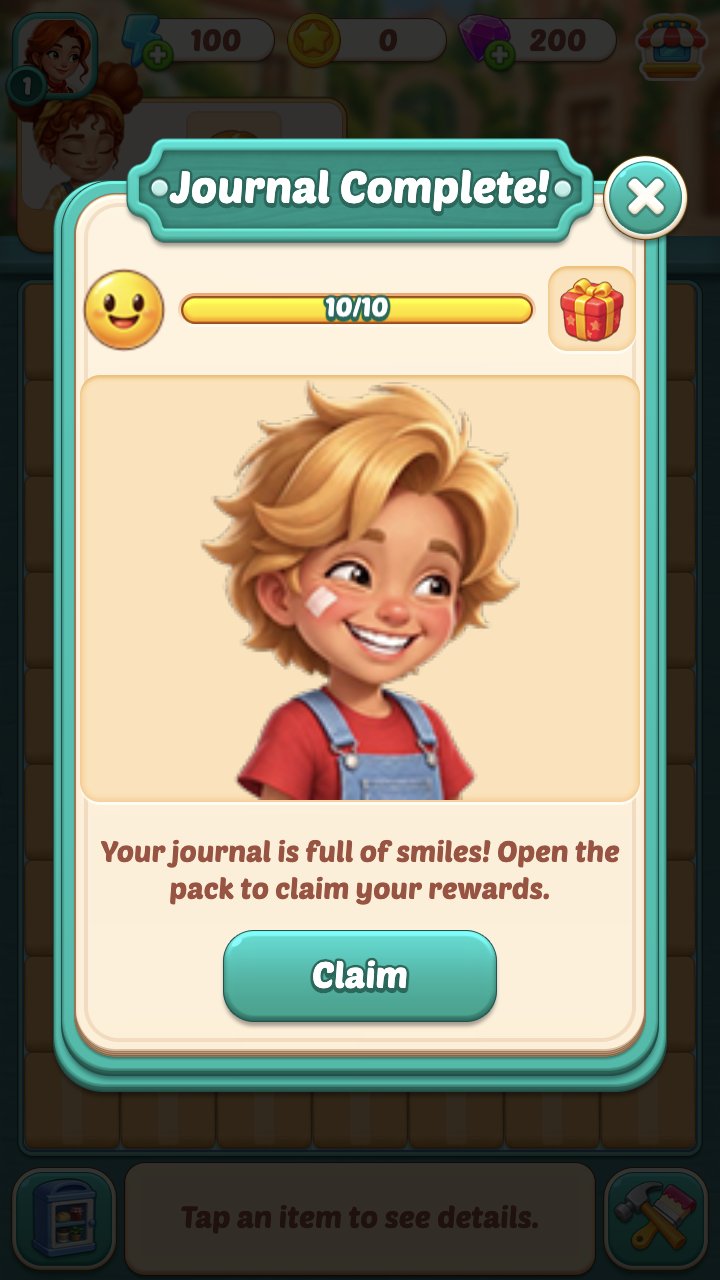 1
100
0
200
Journal Complete!
10/10
Your journal is full of smiles! Open the
pack to claim your rewards.
Claim
Tap an item to see details.